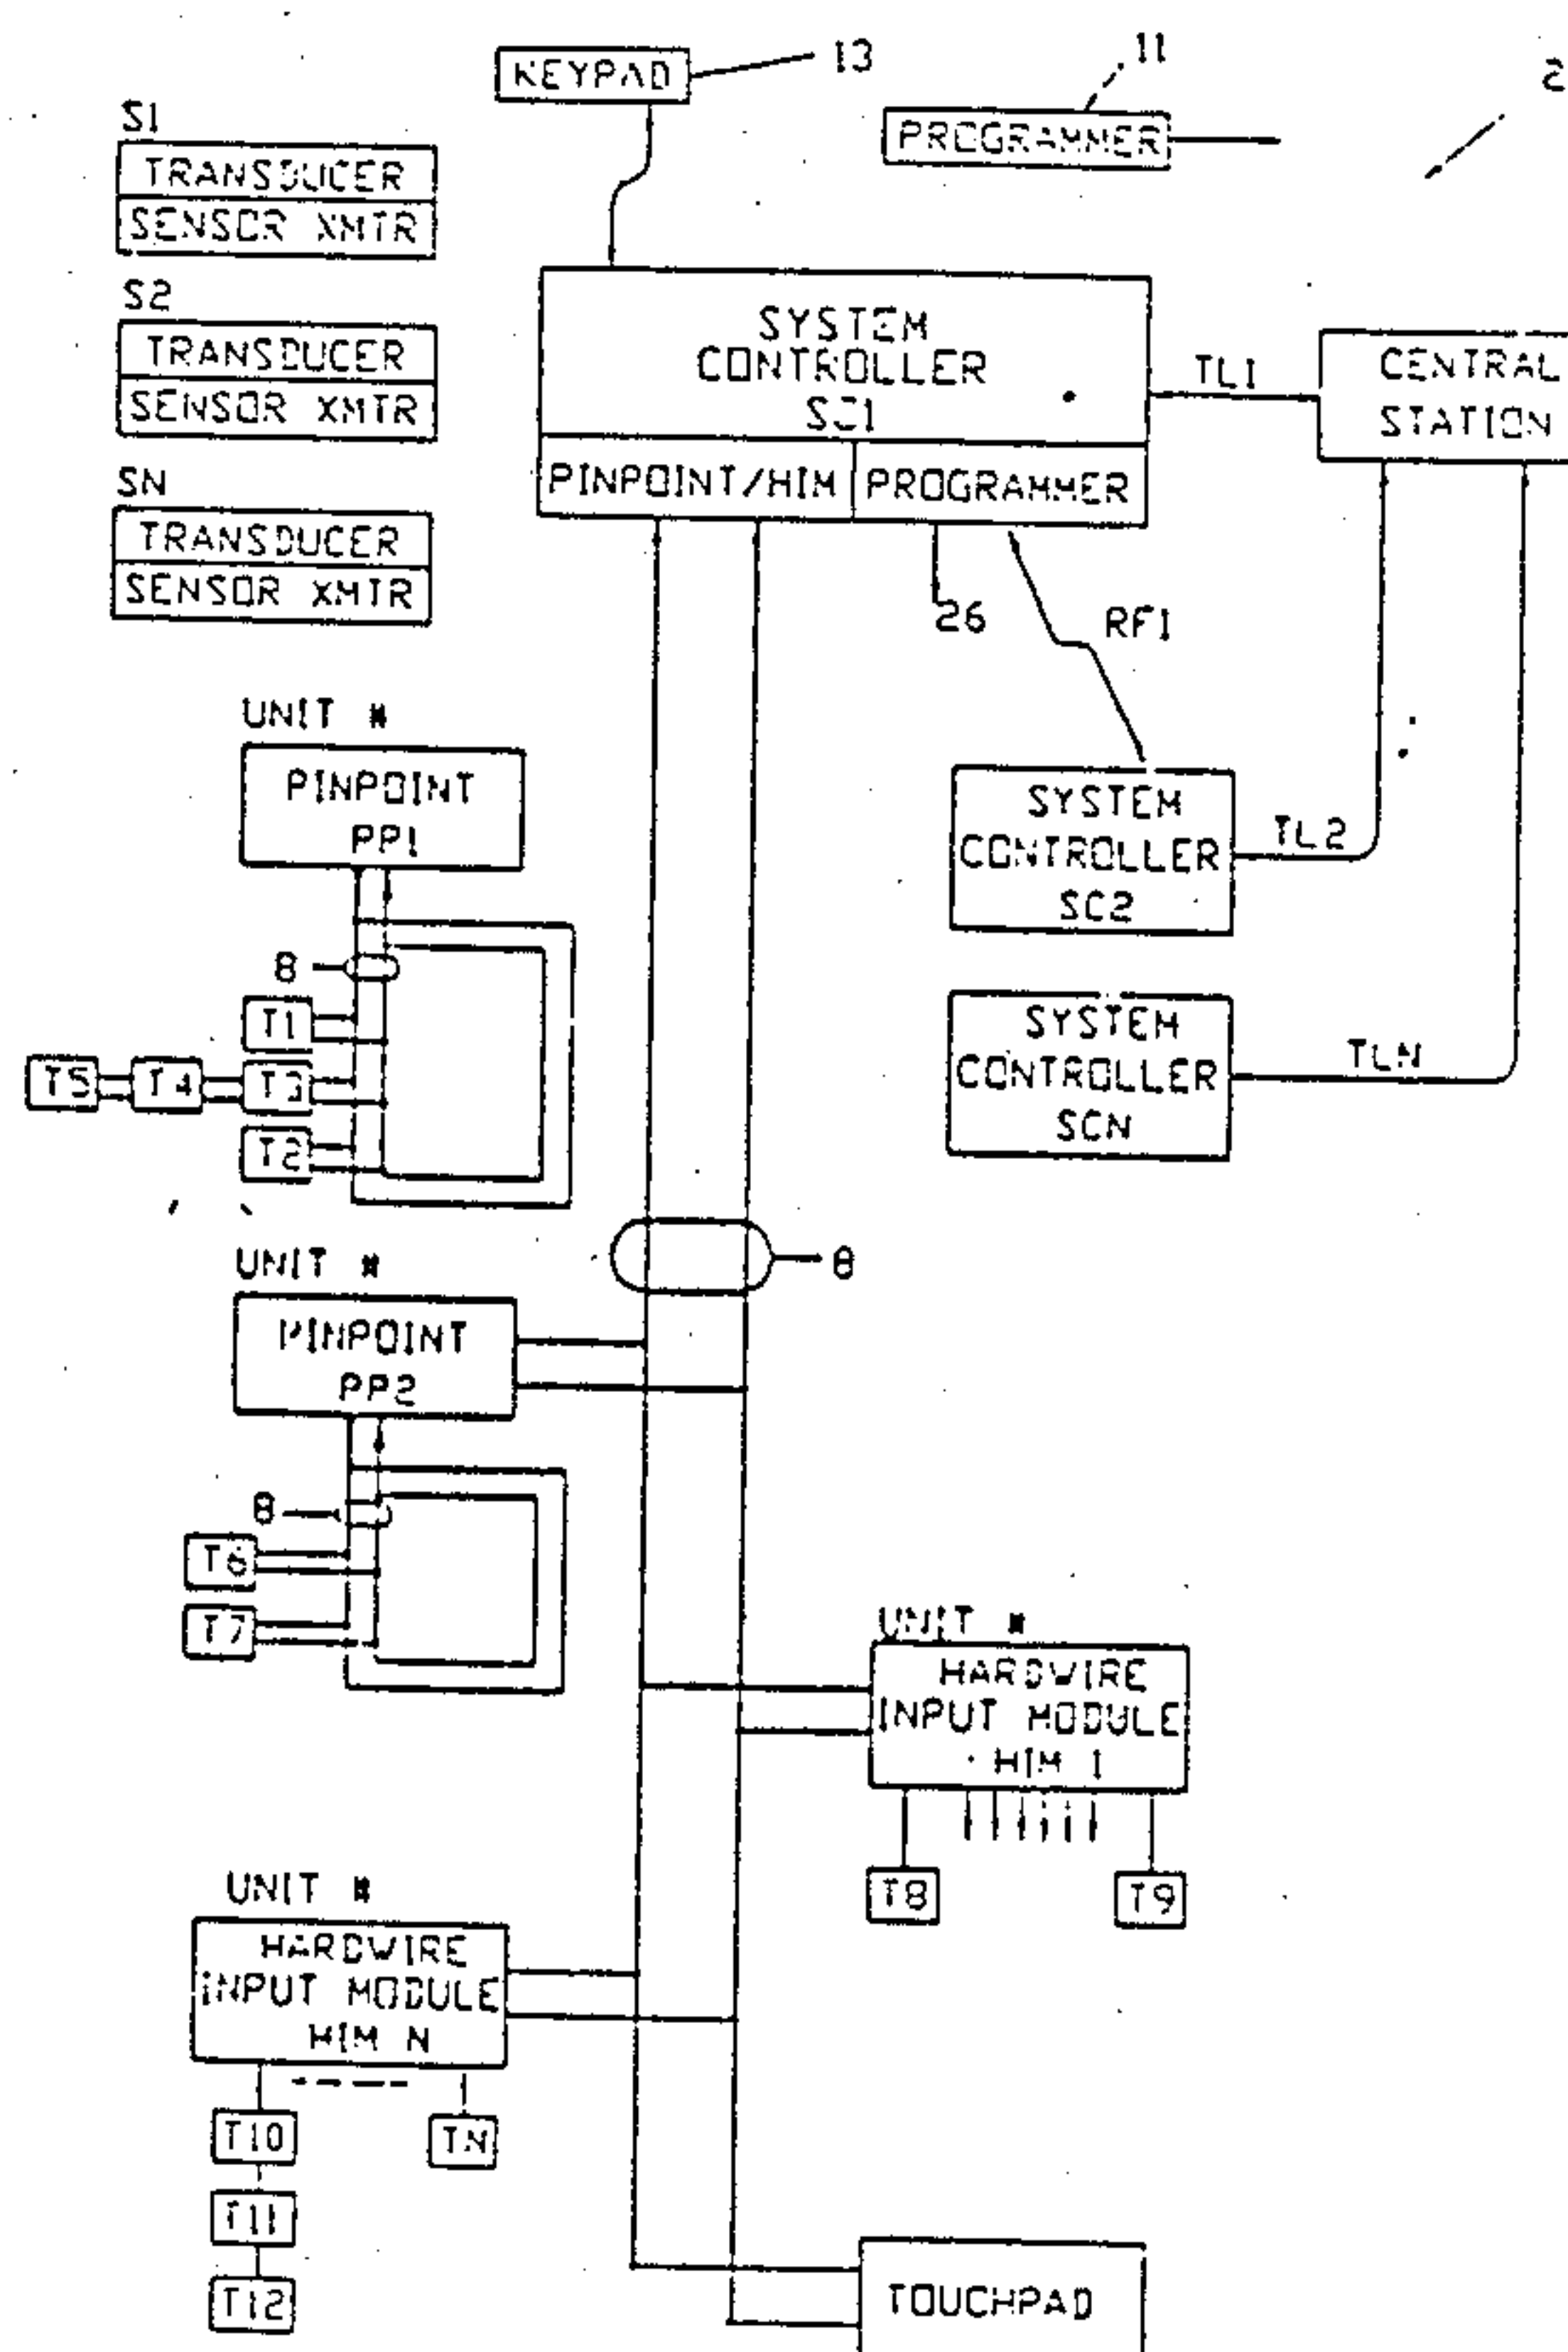 KEYPAD
13
11
PROGRAMMER
2
S1
TRANSDUCER
SENSOR XMTR
S2
TRANSDUCER
SENSOR XMTR
SN
TRANSDUCER
SENSOR XMTR
SYSTEM
CONTROLLER
SC1
PINPOINT/HIM
PROGRAMMER
TL1
CENTRAL
STATION
26
RF1
UNIT #
PINPOINT
PP1
8
T1
T5
T4
T3
T2
SYSTEM
CONTROLLER
SC2
TL2
SYSTEM
CONTROLLER
SCN
TLN
8
UNIT #
PINPOINT
PP2
8
T6
T7
UNIT #
HARDWIRE
INPUT MODULE
HIM 1
T8
T9
UNIT #
HARDWIRE
INPUT MODULE
HIM N
T10
TN
T11
T12
TOUCHPAD